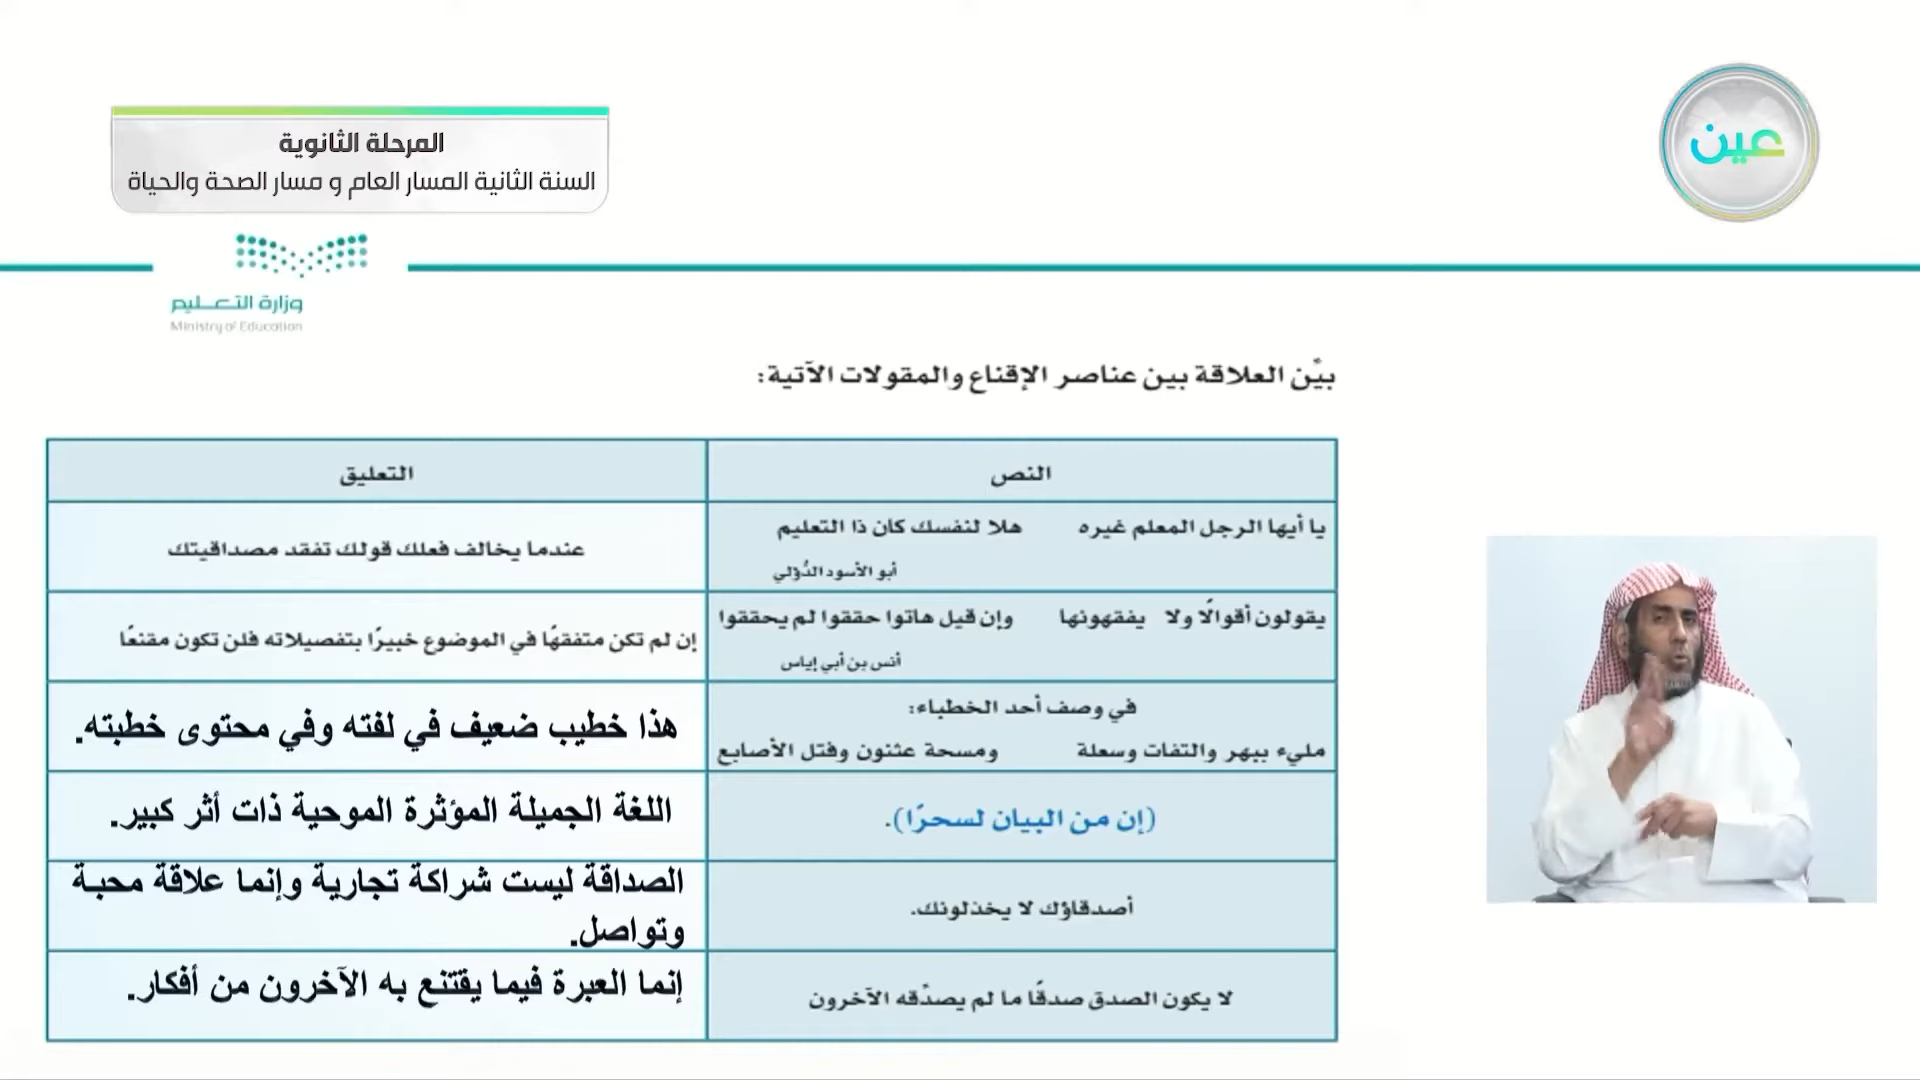 المرحلة الثانوية
السنة الثانية المسار العام و مسار الصحة والحياة
عين
وزارة التعـــليم
Ministry of Education
بيِّن العلاقة بين عناصر الإقناع والمقولات الآتية:
النص
التعليق
يا أيها الرجل المعلم غيره هلا لنفسك كان ذا التعليم
أبو الأسود الدُّؤلي
عندما يخالف فعلك قولك تفقد مصداقيتك
يقولون أقوالًا ولا يفقهونها وإن قيل هاتوا حققوا لم يحققوا
أنس بن أبي إياس
إن لم تكن متفقهًا في الموضوع خبيرًا بتفصيلاته فلن تكون مقنعًا
في وصف أحد الخطباء:
مليء ببهر والتفات وسعلة ومسحة عثنون وفتل الأصابع
هذا خطيب ضعيف في لفته وفي محتوى خطبته.
(إن من البيان لسحرًا).
اللغة الجميلة المؤثرة الموحية ذات أثر كبير.
أصدقاؤك لا يخذلونك.
الصداقة ليست شراكة تجارية وإنما علاقة محبة
وتواصل.
لا يكون الصدق صدقًا ما لم يصدِّقه الآخرون
إنما العبرة فيما يقتنع به الآخرون من أفكار.